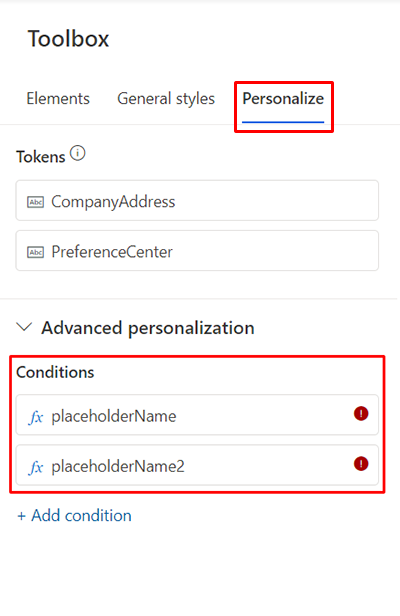 Toolbox
Elements General styles Personalize
Tokens
Abc CompanyAddress
Abc PreferenceCenter
Advanced personalization
Conditions
fx placeholderName
fx placeholderName2
+ Add condition